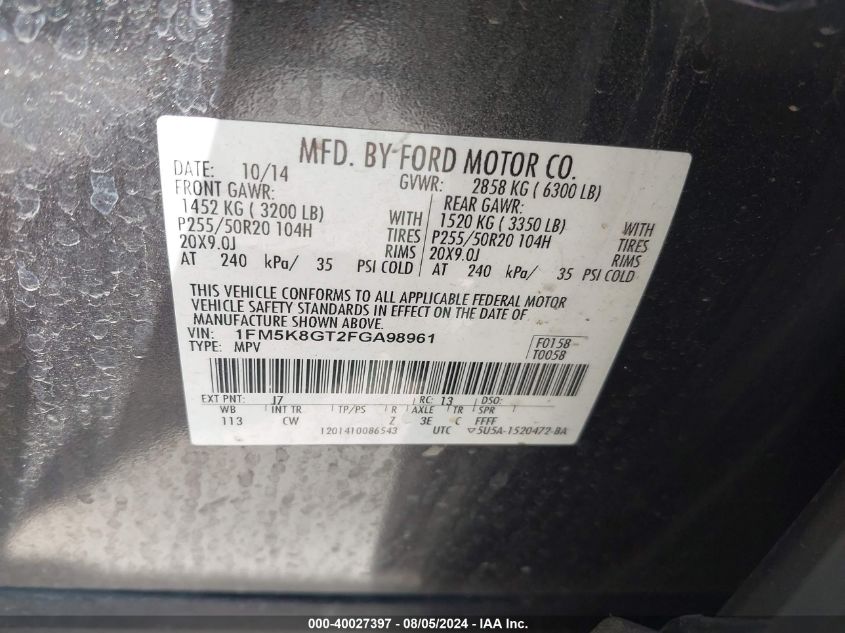 MFD. BY FORD MOTOR CO.
DATE: 10/14 GVWR: 2858 KG ( 6300 LB)
FRONT GAWR: REAR GAWR:
1452 KG ( 3200 LB) WITH 1520 KG ( 3350 LB) WITH
P255/50R20 104H TIRES P255/50R20 104H TIRES
20X9.0J RIMS 20X9.0J RIMS
AT 240 kPa/ 35 PSI COLD AT 240 kPa/ 35 PSI COLD
THIS VEHICLE CONFORMS TO ALL APPLICABLE FEDERAL MOTOR
VEHICLE SAFETY STANDARDS IN EFFECT ON THE DATE OF
MANUFACTURE SHOWN ABOVE.
VIN: 1FM5K8GT2FGA98961 F0158
TYPE: MPV T0058
EXT PNT: J7 RC: 13 DSO:
WB INT TR TP/PS R AXLE TR SPR
113 CW Z 3E C FFFF
1201410086543 UTC ▽5U5A-1520472-BA
000-40027397 - 08/05/2024 - IAA Holdings, LLC.